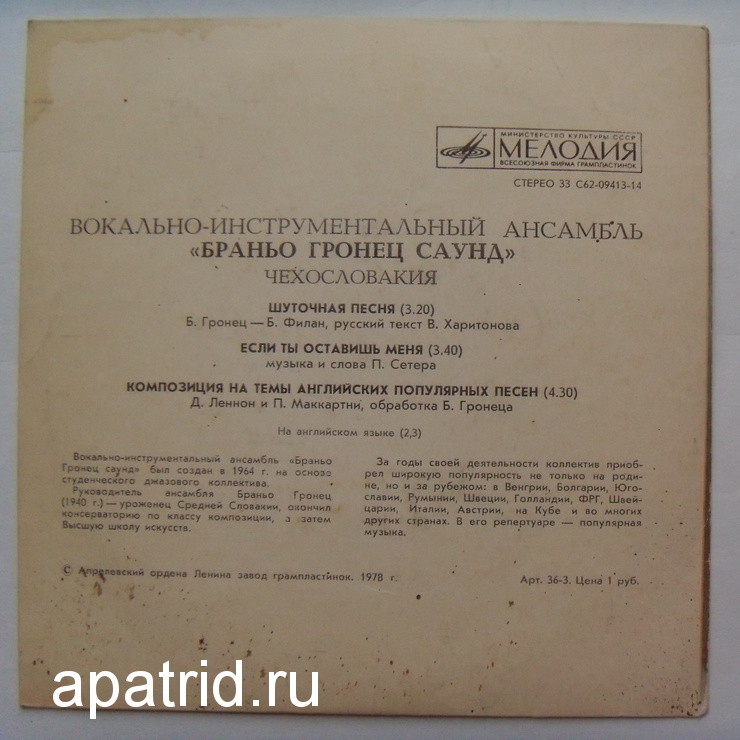 МИНИСТЕРСТВО КУЛЬТУРЫ СССР
МЕЛОДИЯ
ВСЕСОЮЗНАЯ ФИРМА ГРАМПЛАСТИНОК
СТЕРЕО 33 С62-09413-14
ВОКАЛЬНО-ИНСТРУМЕНТАЛЬНЫЙ АНСАМБЛЬ
«БРАНЬО ГРОНЕЦ САУНД»
ЧЕХОСЛОВАКИЯ
ШУТОЧНАЯ ПЕСНЯ (3.20)
Б. Гронец — Б. Филан, русский текст В. Харитонова
ЕСЛИ ТЫ ОСТАВИШЬ МЕНЯ (3.40)
музыка и слова П. Сетера
КОМПОЗИЦИЯ НА ТЕМЫ АНГЛИЙСКИХ ПОПУЛЯРНЫХ ПЕСЕН (4.30)
Д. Леннон и П. Маккартни, обработка Б. Гронеца
На английском языке (2,3)
Вокально-инструментальный ансамбль «Браньо
Гронец саунд» был создан в 1964 г. на основе
студенческого джазового коллектива.
Руководитель ансамбля Браньо Гронец
(1940 г.) — уроженец Средней Словакии, окончил
консерваторию по классу композиции, а затем
Высшую школу искусств.
За годы своей деятельности коллектив приоб-
рел широкую популярность не только на роди-
не, но и за рубежом: в Венгрии, Болгарии, Юго-
славии, Румынии, Швеции, Голландии, ФРГ, Швей-
царии, Италии, Австрии, на Кубе и во многих
других странах. В его репертуаре — популярная
музыка.
© Апрелевский ордена Ленина завод грампластинок. 1978 г.
Арт. 36-3. Цена 1 руб.
apatrid.ru